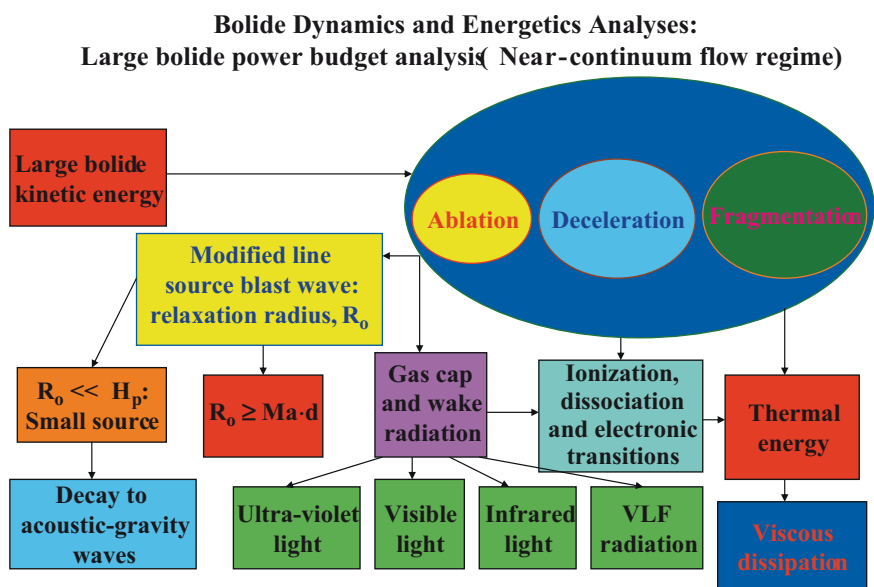 Bolide Dynamics and Energetics Analyses:
Large bolide power budget analysis( Near-continuum flow regime)
Large bolide
kinetic energy
Ablation
Deceleration
Fragmentation
Modified line
source blast wave:
relaxation radius, Ro
Ro << Hp:
Small source
Ro ≥ Ma·d
Gas cap
and wake
radiation
Ionization,
dissociation
and electronic
transitions
Thermal
energy
Decay to
acoustic-gravity
waves
Ultra-violet
light
Visible
light
Infrared
light
VLF
radiation
Viscous
dissipation